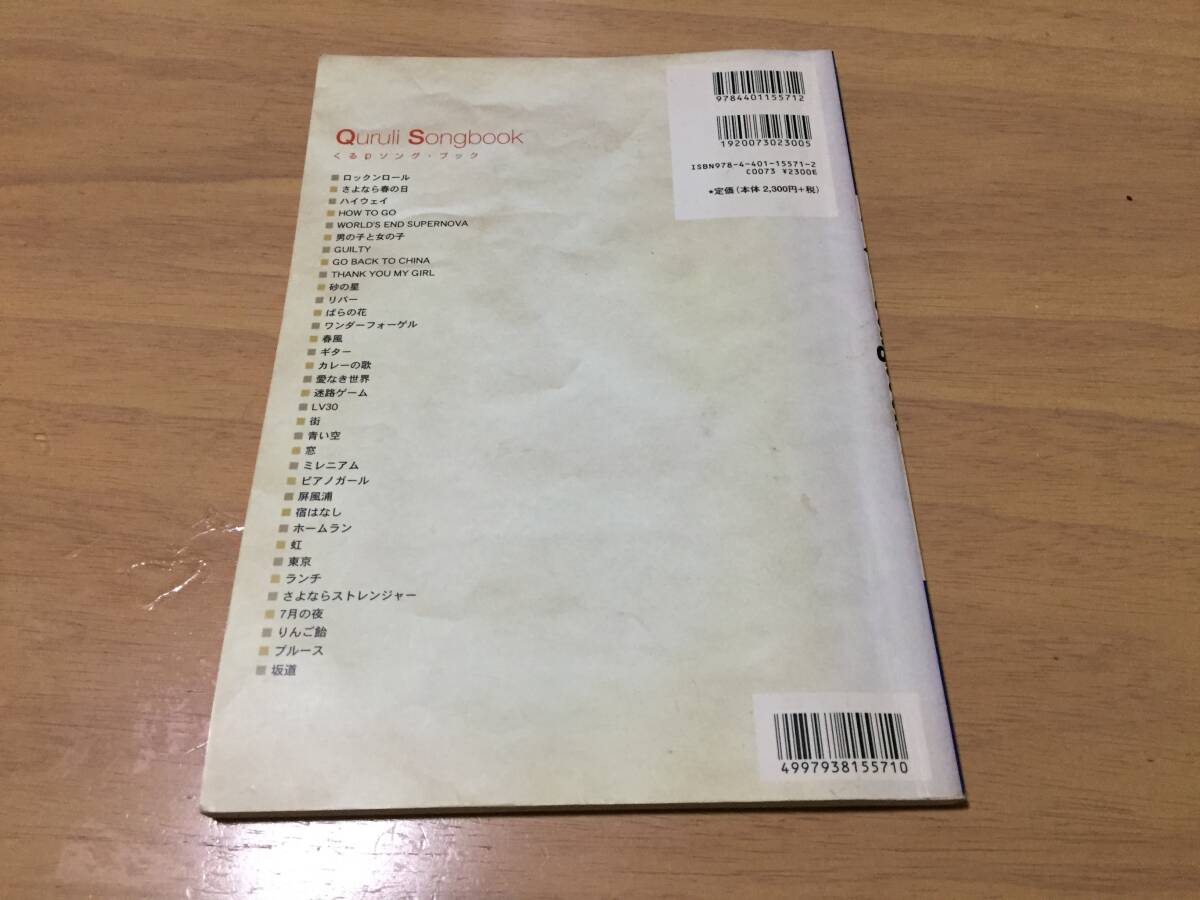 9784401155712
1920073023005
ISBN978-4-401-15571-2
C0073 ¥2300E
*定価(本体2,300円+税)
Quruli Songbook
くるりソング・ブック
ロックンロール
さよなら春の日
ハイウェイ
HOW TO GO
WORLD'S END SUPERNOVA
男の子と女の子
GUILTY
GO BACK TO CHINA
THANK YOU MY GIRL
砂の星
リバー
ばらの花
ワンダーフォーゲル
春風
ギター
カレーの歌
愛なき世界
迷路ゲーム
LV30
街
青い空
窓
ミレニアム
ピアノガール
屏風浦
宿はなし
ホームラン
虹
東京
ランチ
さよならストレンジャー
7月の夜
りんご飴
ブルース
坂道
4997938155710